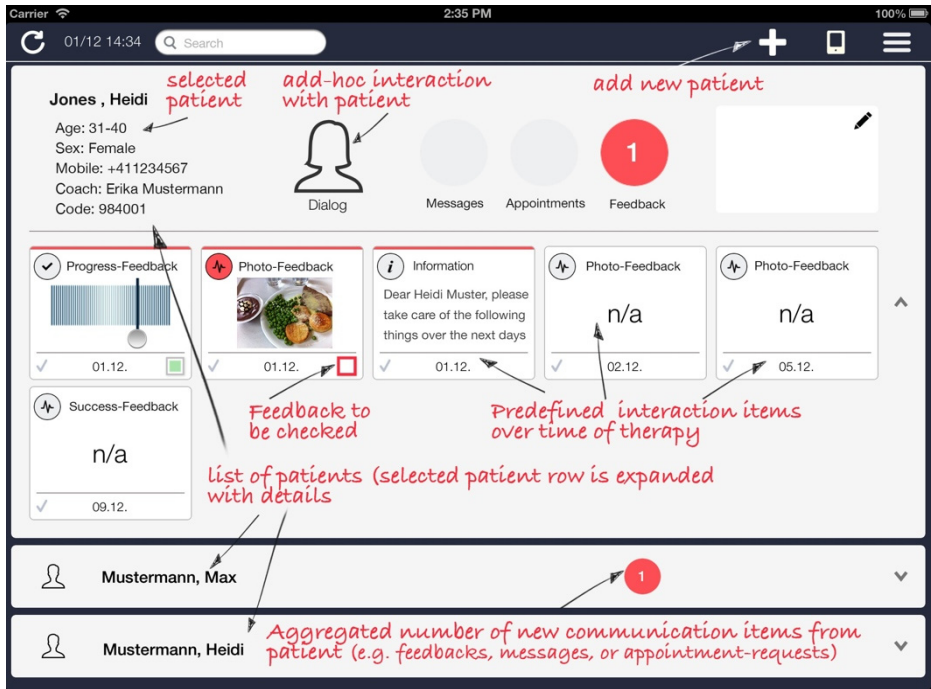 Carrier 2:35 PM 100%
01/12 14:34 Search
selected
patient
add-hoc interaction
with patient
add new patient
Jones , Heidi
Age: 31-40
Sex: Female
Mobile: +411234567
Coach: Erika Mustermann
Code: 984001
Dialog
Messages
Appointments
1
Feedback
Progress-Feedback
01.12.
Photo-Feedback
01.12.
Information
Dear Heidi Muster, please
take care of the following
things over the next days
01.12.
Photo-Feedback
n/a
02.12.
Photo-Feedback
n/a
05.12.
Success-Feedback
n/a
09.12.
Feedback to
be checked
Predefined interaction items
over time of therapy
list of patients (selected patient row is expanded
with details
Mustermann, Max
1
Mustermann, Heidi
Aggregated number of new communication items from
patient (e.g. feedbacks, messages, or appointment-requests)